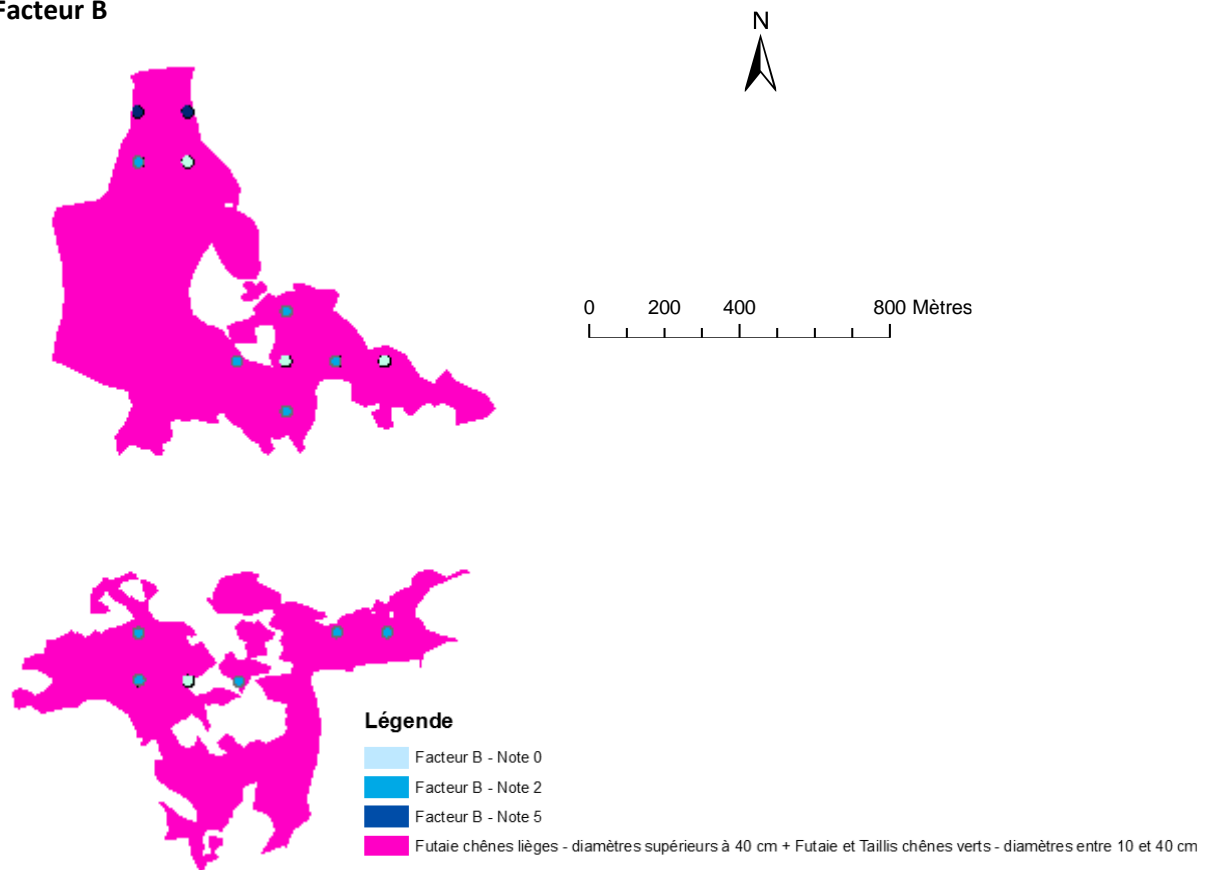 Facteur B
N
0 200 400 800 Mètres
Légende
Facteur B - Note 0
Facteur B - Note 2
Facteur B - Note 5
Futaie chênes lièges - diamètres supérieurs à 40 cm + Futaie et Taillis chênes verts - diamètres entre 10 et 40 cm